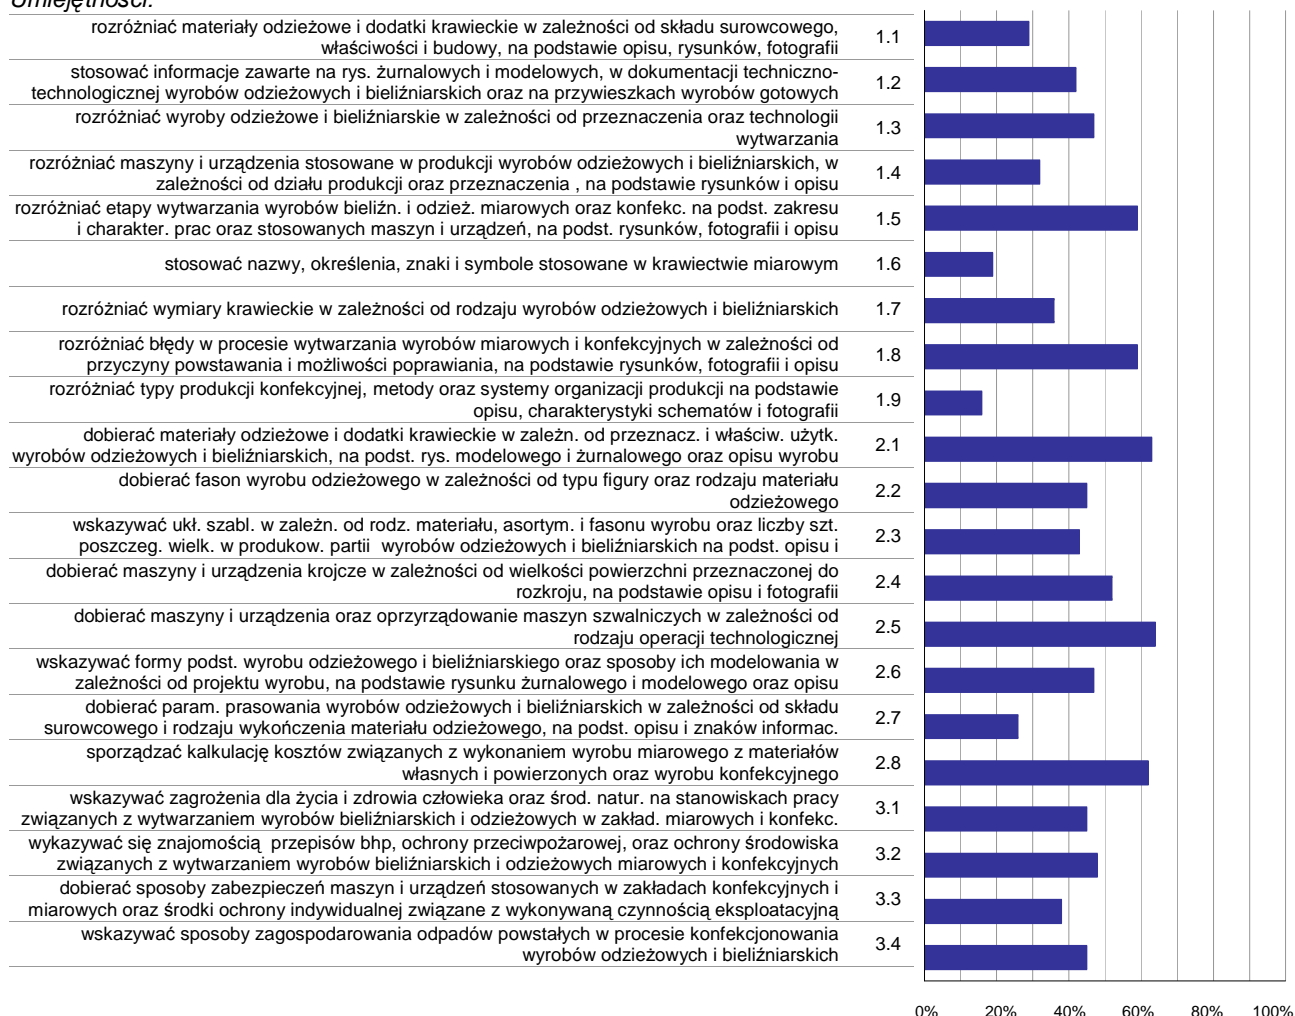 Umiejętności:
rozróżniać materiały odzieżowe i dodatki krawieckie w zależności od składu surowcowego,
właściwości i budowy, na podstawie opisu, rysunków, fotografii
1.1
stosować informacje zawarte na rys. żurnalowych i modelowych, w dokumentacji techniczno-
technologicznej wyrobów odzieżowych i bieliźniarskich oraz na przywieszkach wyrobów gotowych
1.2
rozróżniać wyroby odzieżowe i bieliźniarskie w zależności od przeznaczenia oraz technologii
wytwarzania
1.3
rozróżniać maszyny i urządzenia stosowane w produkcji wyrobów odzieżowych i bieliźniarskich, w
zależności od działu produkcji oraz przeznaczenia , na podstawie rysunków i opisu
1.4
rozróżniać etapy wytwarzania wyrobów bieliźn. i odzież. miarowych oraz konfekc. na podst. zakresu
i charakter. prac oraz stosowanych maszyn i urządzeń, na podst. rysunków, fotografii i opisu
1.5
stosować nazwy, określenia, znaki i symbole stosowane w krawiectwie miarowym
1.6
rozróżniać wymiary krawieckie w zależności od rodzaju wyrobów odzieżowych i bieliźniarskich
1.7
rozróżniać błędy w procesie wytwarzania wyrobów miarowych i konfekcyjnych w zależności od
przyczyny powstawania i możliwości poprawiania, na podstawie rysunków, fotografii i opisu
1.8
rozróżniać typy produkcji konfekcyjnej, metody oraz systemy organizacji produkcji na podstawie
opisu, charakterystyki schematów i fotografii
1.9
dobierać materiały odzieżowe i dodatki krawieckie w zależn. od przeznacz. i właściw. użytk.
wyrobów odzieżowych i bieliźniarskich, na podst. rys. modelowego i żurnalowego oraz opisu wyrobu
2.1
dobierać fason wyrobu odzieżowego w zależności od typu figury oraz rodzaju materiału
odzieżowego
2.2
wskazywać ukł. szabl. w zależn. od rodz. materiału, asortym. i fasonu wyrobu oraz liczby szt.
poszczeg. wielk. w produkow. partii wyrobów odzieżowych i bieliźniarskich na podst. opisu i
2.3
dobierać maszyny i urządzenia krojcze w zależności od wielkości powierzchni przeznaczonej do
rozkroju, na podstawie opisu i fotografii
2.4
dobierać maszyny i urządzenia oraz oprzyrządowanie maszyn szwalniczych w zależności od
rodzaju operacji technologicznej
2.5
wskazywać formy podst. wyrobu odzieżowego i bieliźniarskiego oraz sposoby ich modelowania w
zależności od projektu wyrobu, na podstawie rysunku żurnalowego i modelowego oraz opisu
2.6
dobierać param. prasowania wyrobów odzieżowych i bieliźniarskich w zależności od składu
surowcowego i rodzaju wykończenia materiału odzieżowego, na podst. opisu i znaków informac.
2.7
sporządzać kalkulację kosztów związanych z wykonaniem wyrobu miarowego z materiałów
własnych i powierzonych oraz wyrobu konfekcyjnego
2.8
wskazywać zagrożenia dla życia i zdrowia człowieka oraz środ. natur. na stanowiskach pracy
związanych z wytwarzaniem wyrobów bieliźniarskich i odzieżowych w zakład. miarowych i konfekc.
3.1
wykazywać się znajomością przepisów bhp, ochrony przeciwpożarowej, oraz ochrony środowiska
związanych z wytwarzaniem wyrobów bieliźniarskich i odzieżowych miarowych i konfekcyjnych
3.2
dobierać sposoby zabezpieczeń maszyn i urządzeń stosowanych w zakładach konfekcyjnych i
miarowych oraz środki ochrony indywidualnej związane z wykonywaną czynnością eksploatacyjną
3.3
wskazywać sposoby zagospodarowania odpadów powstałych w procesie konfekcjonowania
wyrobów odzieżowych i bieliźniarskich
3.4
0% 20% 40% 60% 80% 100%